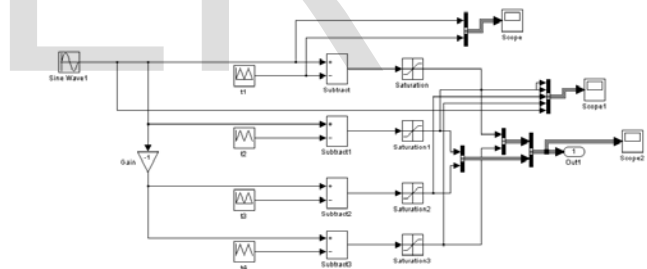 Scope
Sine Wave1
t1
+
−
Subtract
Saturation
Scope1
t2
+
−
Subtract1
Saturation1
1
Out1
Scope2
Gain
-1
t3
+
−
Subtract2
Saturation2
+
−
Subtract3
Saturation3